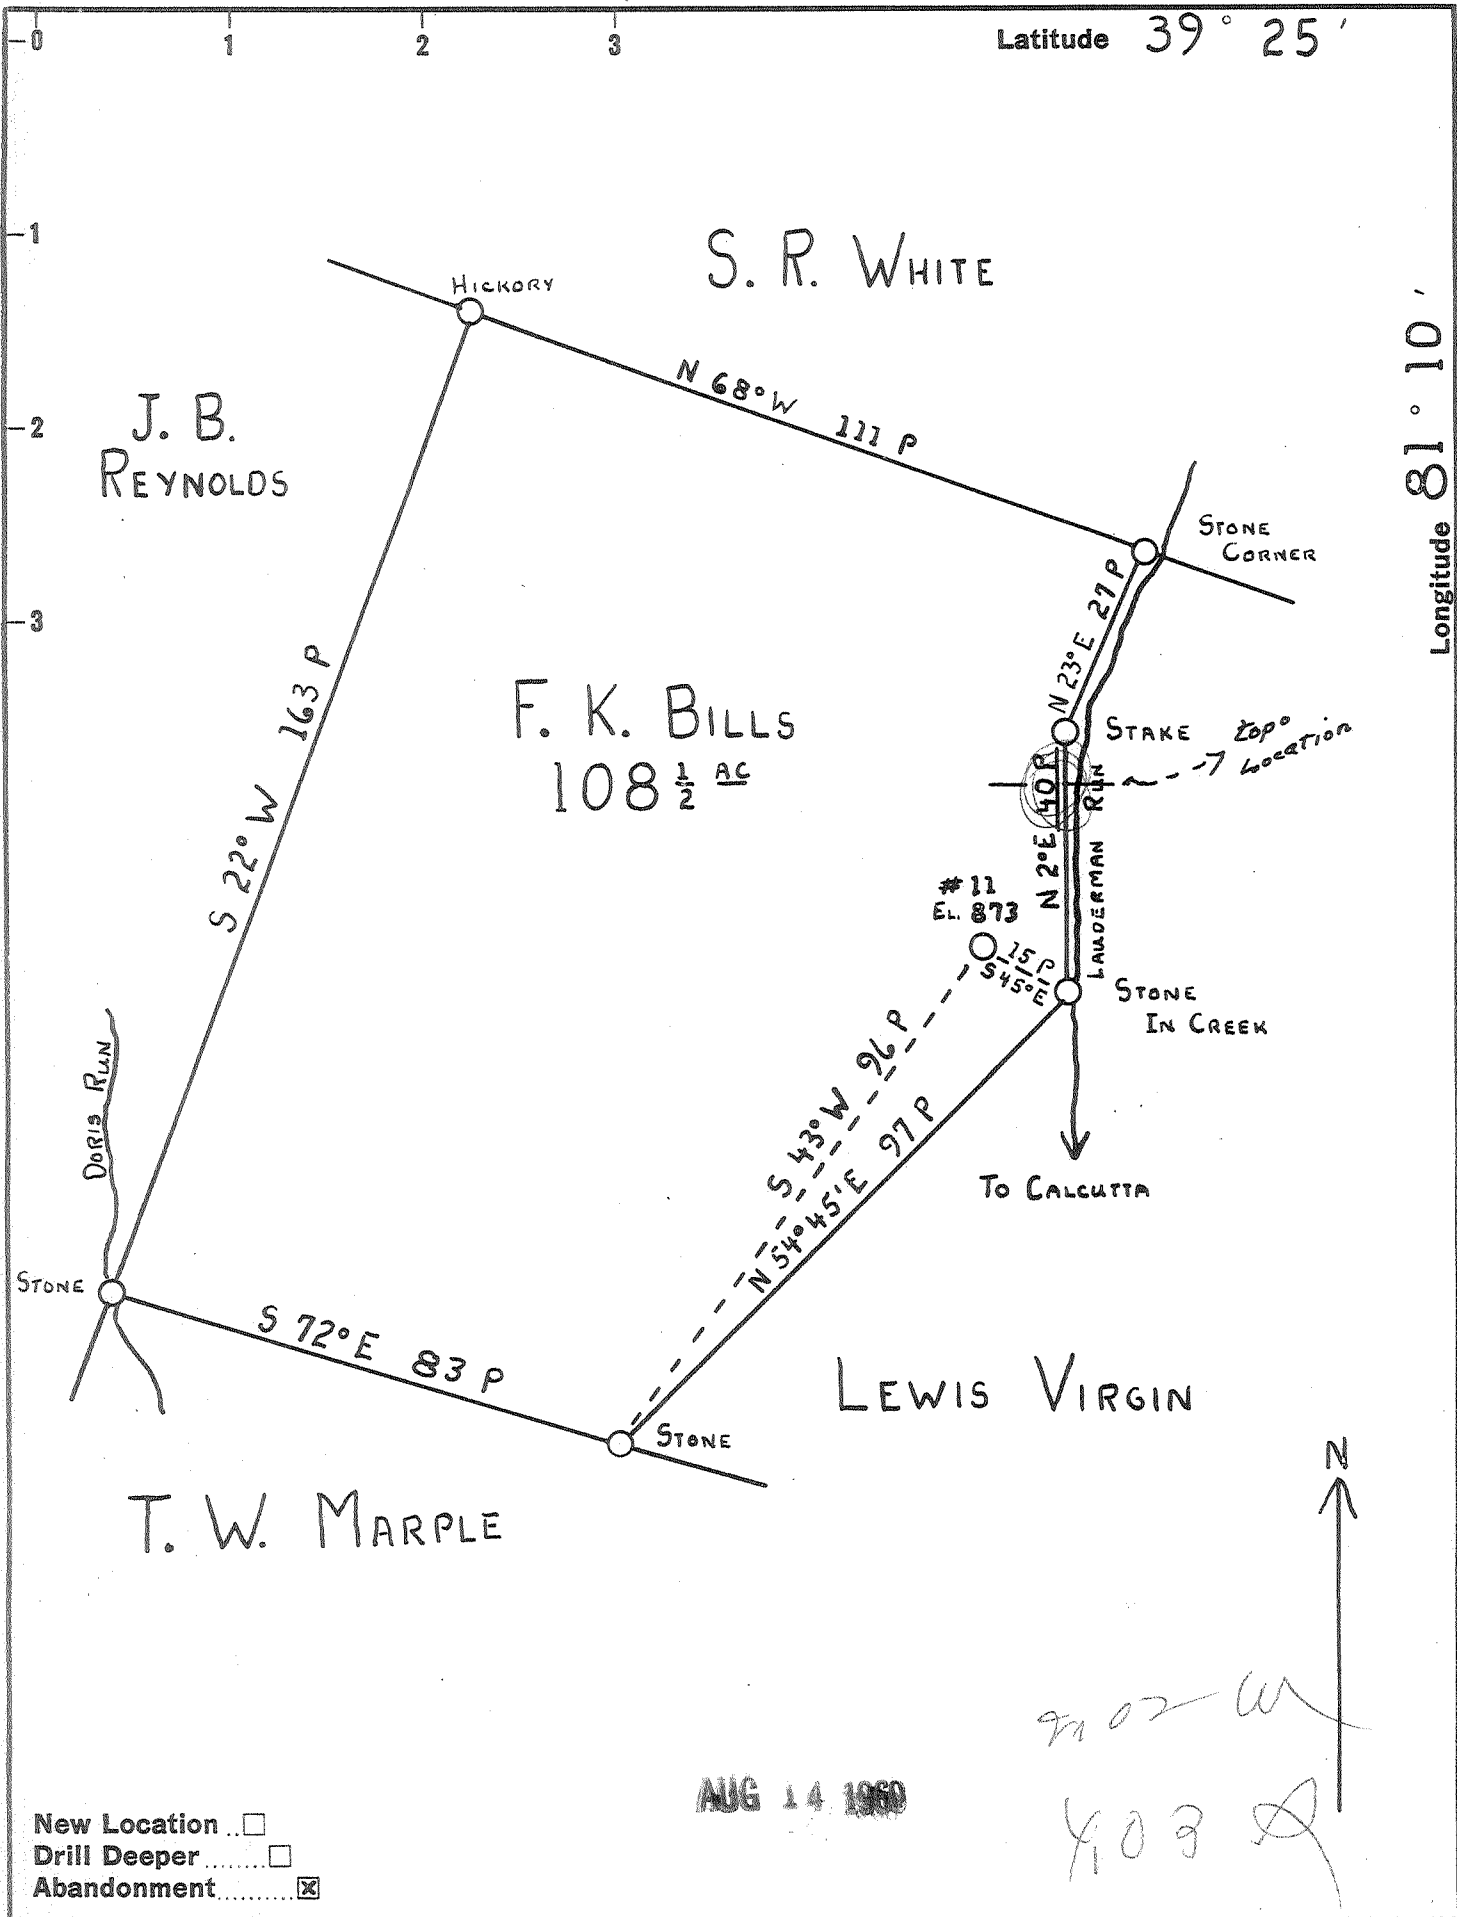 0 1 2 3 Latitude 39° 25'
1
2
3
Longitude 81° 10'
S. R. WHITE
HICKORY
N 68° W 111 P
J. B.
REYNOLDS
STONE
CORNER
N 23° E 27 P
S 22° W 163 P
F. K. BILLS
108 1/2 AC
STAKE
topo
Location
N 2° E 40 P
LAUDERMAN RUN
# 11
EL. 873
15 P
S 45° E
STONE
IN CREEK
S 43° W 96 P
N 54° 45' E 97 P
DORIS RUN
TO CALCUTTA
STONE
S 72° E 83 P
LEWIS VIRGIN
STONE
T. W. MARPLE
N
AUG 14 1960
New Location ..☐
Drill Deeper ........☐
Abandonment ..........☒